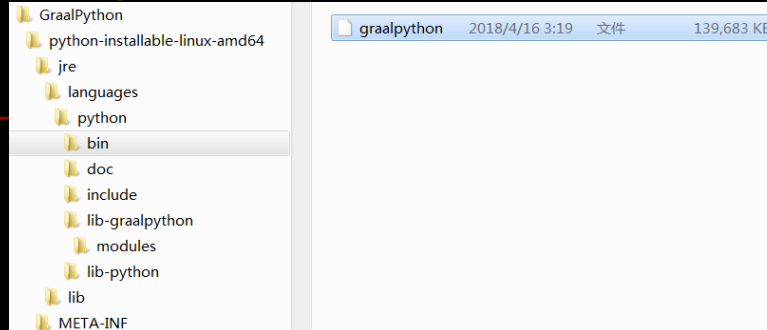 GraalPython
python-installable-linux-amd64
jre
languages
python
bin
doc
include
lib-graalpython
modules
lib-python
lib
META-INF
graalpython 2018/4/16 3:19 文件 139,683 KB